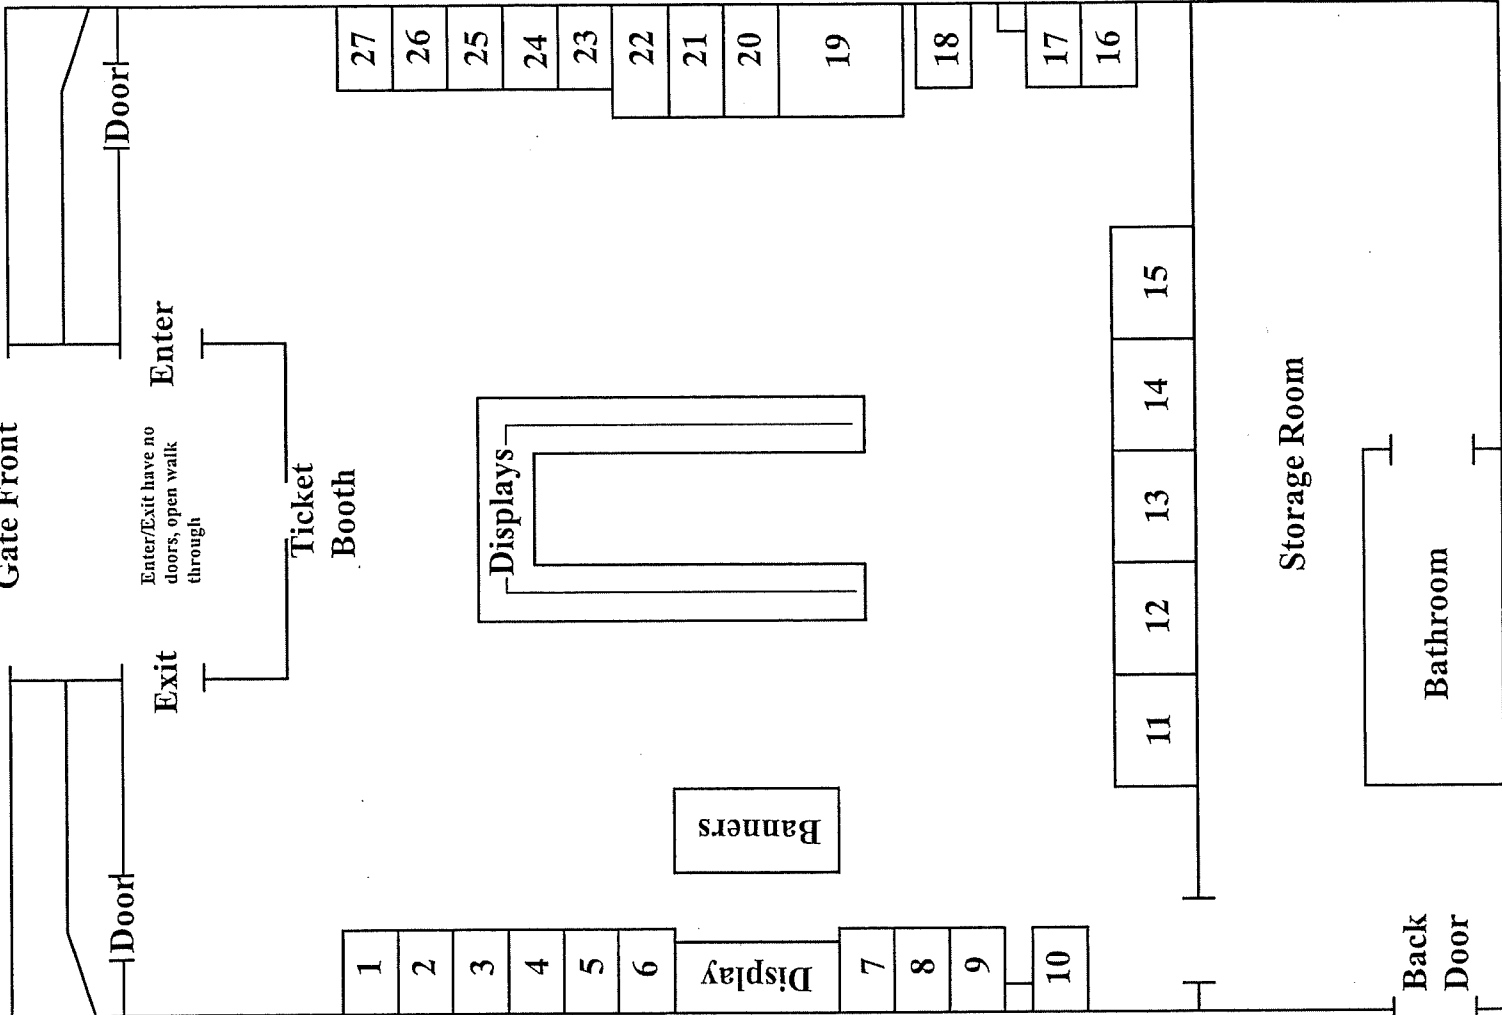 Gate Front
Enter/Exit have no
doors, open walk
through
Exit
Enter
Door
Door
Ticket
Booth
27
26
25
24
23
22
21
20
19
18
17
16
Displays
Banners
1
2
3
4
5
6
Display
7
8
9
10
11
12
13
14
15
Storage Room
Bathroom
Back
Door